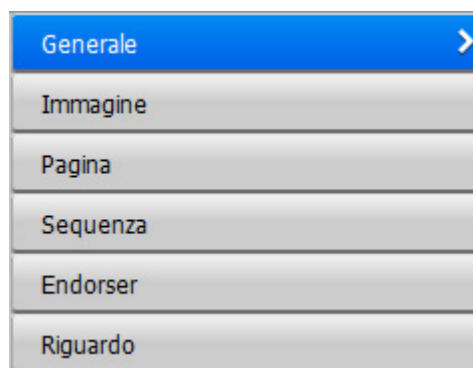 Generale
Immagine
Pagina
Sequenza
Endorser
Riguardo